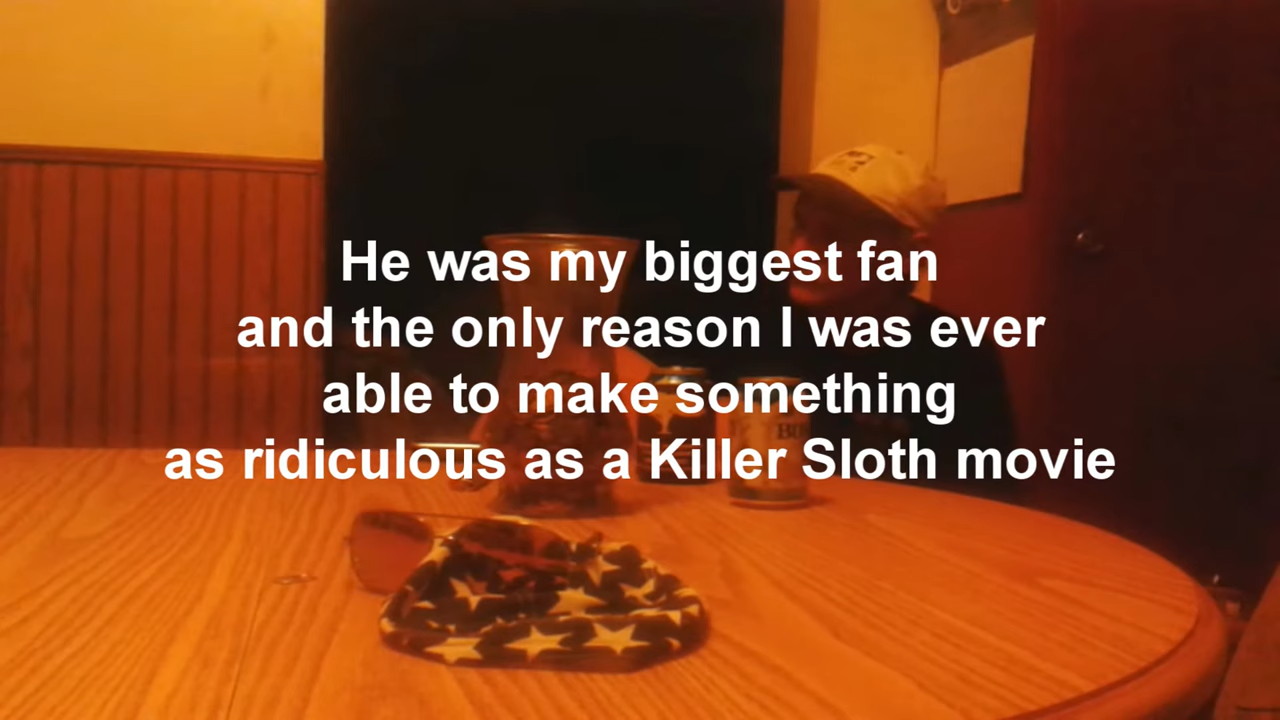 He was my biggest fan
and the only reason I was ever
able to make something
as ridiculous as a Killer Sloth movie